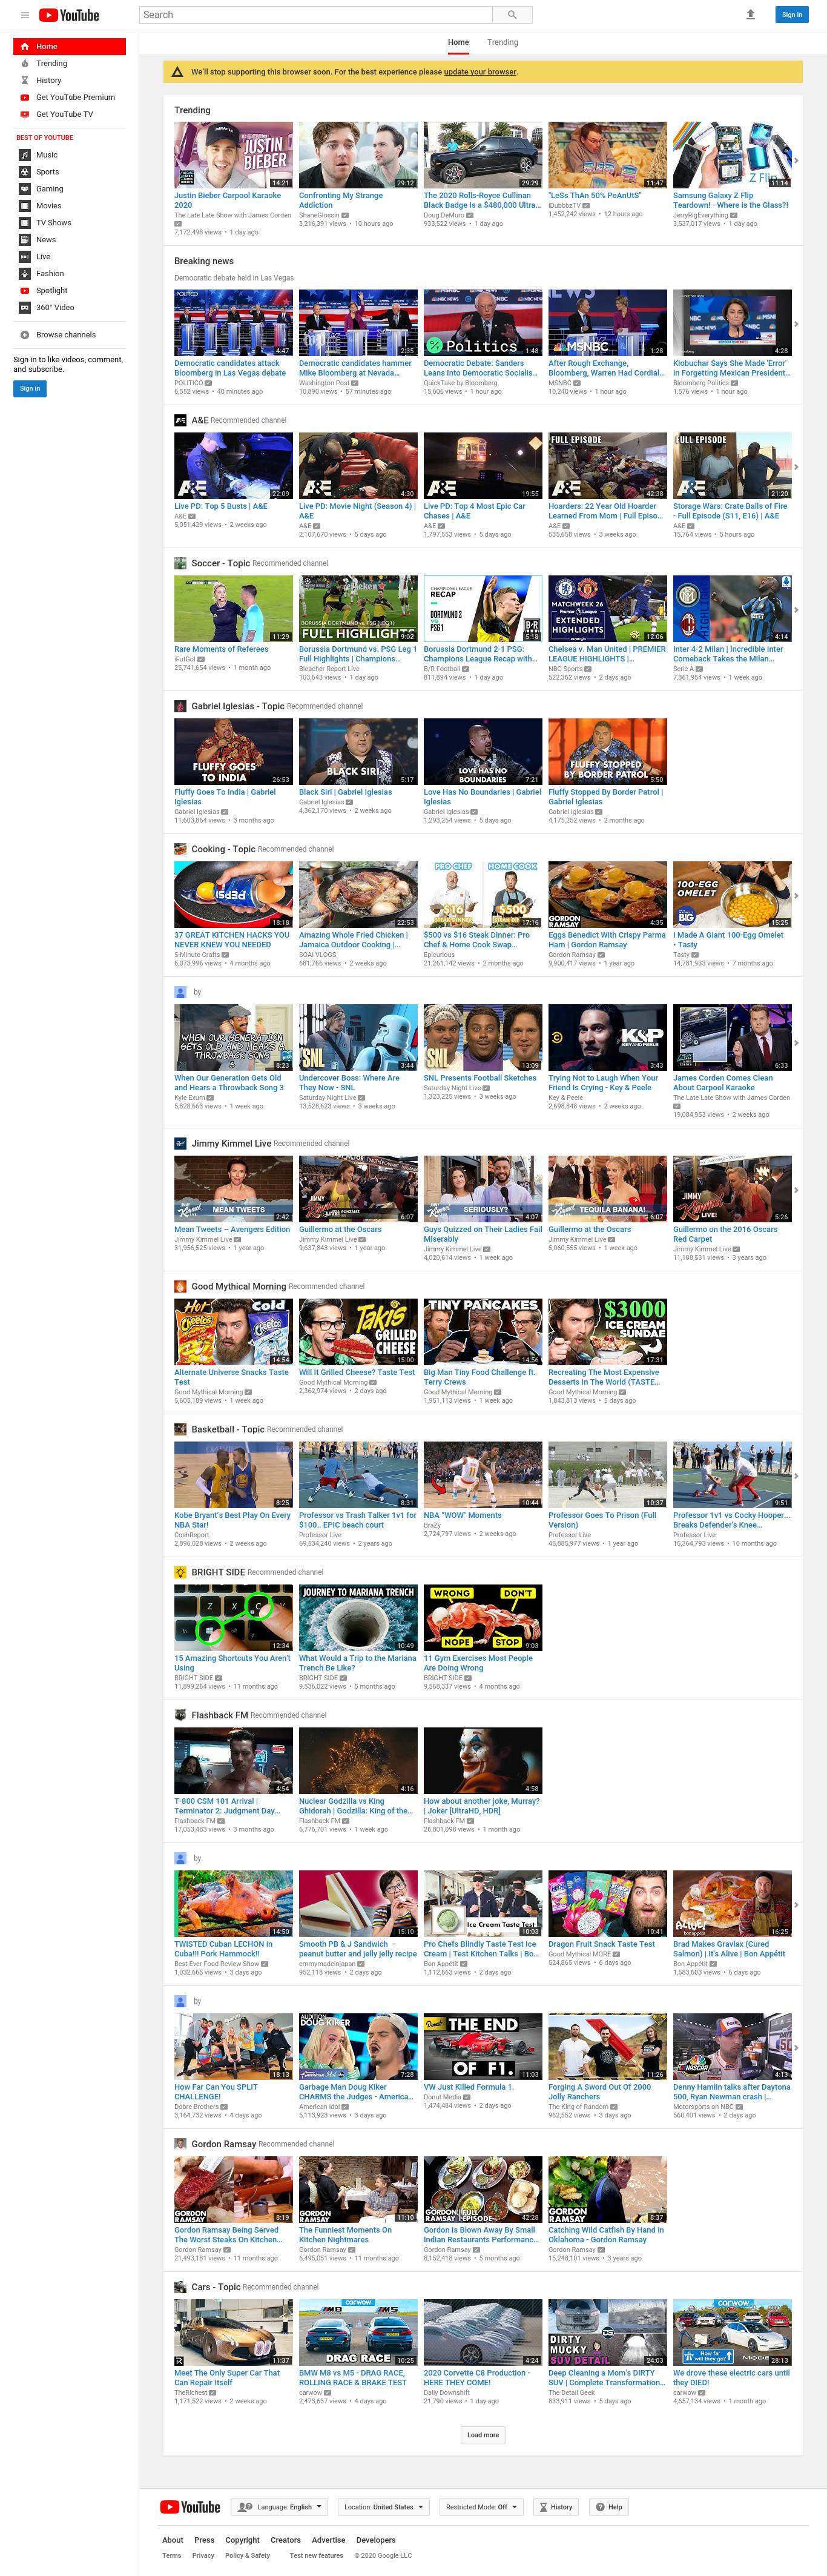 YouTube
Search
Sign in
Home
Trending
History
Get YouTube Premium
Get YouTube TV
BEST OF YOUTUBE
Music
Sports
Gaming
Movies
TV Shows
News
Live
Fashion
Spotlight
360° Video
Browse channels
Sign in to like videos, comment,
and subscribe.
Sign in
Home Trending
We'll stop supporting this browser soon. For the best experience please update your browser.
Trending
14:21 29:12 29:29 11:47 11:14
Justin Bieber Carpool Karaoke
2020
The Late Late Show with James Corden
7,172,498 views • 1 day ago
Confronting My Strange
Addiction
ShaneGlossin
3,216,391 views • 10 hours ago
The 2020 Rolls-Royce Cullinan
Black Badge Is a $480,000 Ultra...
Doug DeMuro
933,522 views • 1 day ago
"LeSs ThAn 50% PeAnUtS"
iDubbbzTV
1,452,242 views • 12 hours ago
Samsung Galaxy Z Flip
Teardown! - Where is the Glass?!
JerryRigEverything
3,537,017 views • 1 day ago
Breaking news
Democratic debate held in Las Vegas
4:47 2:35 1:48 1:28 4:28
Democratic candidates attack
Bloomberg in Las Vegas debate
POLITICO
6,552 views • 40 minutes ago
Democratic candidates hammer
Mike Bloomberg at Nevada...
Washington Post
10,890 views • 57 minutes ago
Democratic Debate: Sanders
Leans Into Democratic Socialis...
QuickTake by Bloomberg
15,606 views • 1 hour ago
After Rough Exchange,
Bloomberg, Warren Had Cordial...
MSNBC
10,240 views • 1 hour ago
Klobuchar Says She Made 'Error'
in Forgetting Mexican President...
Bloomberg Politics
1,576 views • 1 hour ago
A&E Recommended channel
22:09 4:30 19:55 42:38 21:20
Live PD: Top 5 Busts | A&E
A&E
5,051,429 views • 2 weeks ago
Live PD: Movie Night (Season 4) |
A&E
A&E
2,107,670 views • 5 days ago
Live PD: Top 4 Most Epic Car
Chases | A&E
A&E
1,797,553 views • 5 days ago
Hoarders: 22 Year Old Hoarder
Learned From Mom | Full Episo...
A&E
535,658 views • 3 weeks ago
Storage Wars: Crate Balls of Fire
- Full Episode (S11, E16) | A&E
A&E
15,764 views • 5 hours ago
Soccer - Topic Recommended channel
11:29 9:02 5:18 12:06 4:14
Rare Moments of Referees
iFutGol
25,741,654 views • 1 month ago
Borussia Dortmund vs. PSG Leg 1
Full Highlights | Champions...
Bleacher Report Live
103,643 views • 1 day ago
Borussia Dortmund 2-1 PSG:
Champions League Recap with...
B/R Football
811,894 views • 1 day ago
Chelsea v. Man United | PREMIER
LEAGUE HIGHLIGHTS |...
NBC Sports
522,362 views • 2 days ago
Inter 4-2 Milan | Incredible Inter
Comeback Takes the Milan...
Serie A
7,361,954 views • 1 week ago
Gabriel Iglesias - Topic Recommended channel
FLUFFY GOES
TO INDIA
26:53
BLACK SIRI
5:17
LOVE HAS NO
BOUNDARIES
7:21
FLUFFY STOPPED
BY BORDER PATROL
5:50
Fluffy Goes To India | Gabriel
Iglesias
Gabriel Iglesias
11,603,864 views • 3 months ago
Black Siri | Gabriel Iglesias
Gabriel Iglesias
4,362,170 views • 2 weeks ago
Love Has No Boundaries | Gabriel
Iglesias
Gabriel Iglesias
1,293,254 views • 5 days ago
Fluffy Stopped By Border Patrol |
Gabriel Iglesias
Gabriel Iglesias
4,175,252 views • 2 months ago
Cooking - Topic Recommended channel
18:18 22:53 17:16 4:35 15:25
37 GREAT KITCHEN HACKS YOU
NEVER KNEW YOU NEEDED
5-Minute Crafts
6,073,996 views • 4 months ago
Amazing Whole Fried Chicken |
Jamaica Outdoor Cooking |...
SOAI VLOGS
681,766 views • 2 weeks ago
$500 vs $16 Steak Dinner: Pro
Chef & Home Cook Swap...
Epicurious
21,261,142 views • 2 months ago
Eggs Benedict With Crispy Parma
Ham | Gordon Ramsay
Gordon Ramsay
9,900,417 views • 1 year ago
I Made A Giant 100-Egg Omelet
• Tasty
Tasty
14,781,933 views • 7 months ago
by
8:23 3:44 13:09 3:43 6:33
When Our Generation Gets Old
and Hears a Throwback Song 3
Kyle Exum
5,828,663 views • 1 week ago
Undercover Boss: Where Are
They Now - SNL
Saturday Night Live
13,528,623 views • 3 weeks ago
SNL Presents Football Sketches
Saturday Night Live
1,323,225 views • 3 weeks ago
Trying Not to Laugh When Your
Friend Is Crying - Key & Peele
Key & Peele
2,698,848 views • 2 weeks ago
James Corden Comes Clean
About Carpool Karaoke
The Late Late Show with James Corden
19,084,953 views • 2 weeks ago
Jimmy Kimmel Live Recommended channel
MEAN TWEETS 2:42
6:07
SERIOUSLY? 4:07
TEQUILA BANANA! 6:07
5:26
Mean Tweets – Avengers Edition
Jimmy Kimmel Live
31,956,525 views • 1 year ago
Guillermo at the Oscars
Jimmy Kimmel Live
9,637,843 views • 1 year ago
Guys Quizzed on Their Ladies Fail
Miserably
Jimmy Kimmel Live
4,020,614 views • 1 week ago
Guillermo at the Oscars
Jimmy Kimmel Live
5,060,555 views • 1 week ago
Guillermo on the 2016 Oscars
Red Carpet
Jimmy Kimmel Live
11,188,531 views • 3 years ago
Good Mythical Morning Recommended channel
14:54 15:00 14:56 17:31
Alternate Universe Snacks Taste
Test
Good Mythical Morning
5,605,189 views • 1 week ago
Will It Grilled Cheese? Taste Test
Good Mythical Morning
2,362,974 views • 2 days ago
Big Man Tiny Food Challenge ft.
Terry Crews
Good Mythical Morning
1,951,113 views • 1 week ago
Recreating The Most Expensive
Desserts In The World (TASTE...
Good Mythical Morning
1,843,813 views • 5 days ago
Basketball - Topic Recommended channel
8:25 8:31 10:44 10:37 9:51
Kobe Bryant's Best Play On Every
NBA Star!
CoshReport
2,896,028 views • 2 weeks ago
Professor vs Trash Talker 1v1 for
$100.. EPIC beach court
Professor Live
69,534,240 views • 2 years ago
NBA "WOW" Moments
BraZy
2,724,797 views • 2 weeks ago
Professor Goes To Prison (Full
Version)
Professor Live
45,885,977 views • 1 year ago
Professor 1v1 vs Cocky Hooper...
Breaks Defender's Knee...
Professor Live
15,364,793 views • 10 months ago
BRIGHT SIDE Recommended channel
12:34
JOURNEY TO MARIANA TRENCH
10:49
WRONG DON'T
NOPE STOP 9:03
15 Amazing Shortcuts You Aren't
Using
BRIGHT SIDE
11,899,264 views • 11 months ago
What Would a Trip to the Mariana
Trench Be Like?
BRIGHT SIDE
9,536,022 views • 5 months ago
11 Gym Exercises Most People
Are Doing Wrong
BRIGHT SIDE
9,568,337 views • 4 months ago
Flashback FM Recommended channel
4:54 4:16 4:58
T-800 CSM 101 Arrival |
Terminator 2: Judgment Day...
Flashback FM
17,053,483 views • 3 months ago
Nuclear Godzilla vs King
Ghidorah | Godzilla: King of the...
Flashback FM
6,776,701 views • 1 week ago
How about another joke, Murray?
| Joker [UltraHD, HDR]
Flashback FM
26,801,098 views • 1 month ago
by
14:50 15:10 10:03 10:41 16:25
TWISTED Cuban LECHON in
Cuba!!! Pork Hammock!!
Best Ever Food Review Show
1,032,665 views • 3 days ago
Smooth PB & J Sandwich -
peanut butter and jelly jelly recipe
emmymadeinjapan
952,118 views • 2 days ago
Pro Chefs Blindly Taste Test Ice
Cream | Test Kitchen Talks | Bo...
Bon Appétit
1,112,663 views • 2 days ago
Dragon Fruit Snack Taste Test
Good Mythical MORE
524,865 views • 6 days ago
Brad Makes Gravlax (Cured
Salmon) | It's Alive | Bon Appétit
Bon Appétit
1,583,603 views • 6 days ago
by
18:13 7:28 11:03 11:26 4:13
How Far Can You SPLIT
CHALLENGE!
Dobre Brothers
3,164,732 views • 4 days ago
Garbage Man Doug Kiker
CHARMS the Judges - America...
American Idol
5,113,923 views • 3 days ago
VW Just Killed Formula 1.
Donut Media
1,474,484 views • 2 days ago
Forging A Sword Out Of 2000
Jolly Ranchers
The King of Random
962,552 views • 3 days ago
Denny Hamlin talks after Daytona
500, Ryan Newman crash |...
Motorsports on NBC
560,401 views • 2 days ago
Gordon Ramsay Recommended channel
8:19 11:10 42:28 8:37
Gordon Ramsay Being Served
The Worst Steaks On Kitchen...
Gordon Ramsay
21,493,181 views • 11 months ago
The Funniest Moments On
Kitchen Nightmares
Gordon Ramsay
6,495,051 views • 11 months ago
Gordon Is Blown Away By Small
Indian Restaurants Performanc...
Gordon Ramsay
8,152,418 views • 5 months ago
Catching Wild Catfish By Hand in
Oklahoma - Gordon Ramsay
Gordon Ramsay
15,248,101 views • 3 years ago
Cars - Topic Recommended channel
11:37 10:25 4:24 24:03 28:13
Meet The Only Super Car That
Can Repair Itself
TheRichest
1,171,522 views • 2 weeks ago
BMW M8 vs M5 - DRAG RACE,
ROLLING RACE & BRAKE TEST
carwow
2,473,637 views • 4 days ago
2020 Corvette C8 Production -
HERE THEY COME!
Daily Downshift
21,790 views • 1 day ago
Deep Cleaning a Mom's DIRTY
SUV | Complete Transformation...
The Detail Geek
833,911 views • 5 days ago
We drove these electric cars until
they DIED!
carwow
4,657,134 views • 1 month ago
Load more
YouTube
Language: English
Location: United States
Restricted Mode: Off
History
Help
About Press Copyright Creators Advertise Developers
Terms Privacy Policy & Safety Test new features © 2020 Google LLC